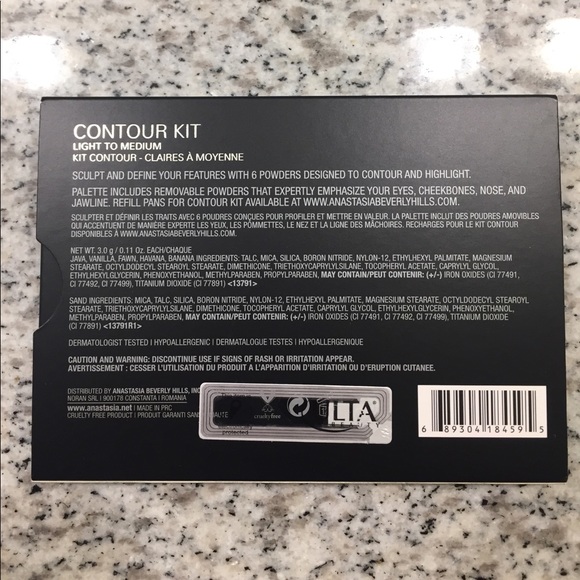 CONTOUR KIT
LIGHT TO MEDIUM
KIT CONTOUR - CLAIRES À MOYENNE
SCULPT AND DEFINE YOUR FEATURES WITH 6 POWDERS DESIGNED TO CONTOUR AND HIGHLIGHT.
PALETTE INCLUDES REMOVABLE POWDERS THAT EXPERTLY EMPHASIZE YOUR EYES, CHEEKBONES, NOSE, AND
JAWLINE. REFILL PANS FOR CONTOUR KIT AVAILABLE AT WWW.ANASTASIABEVERLYHILLS.COM.
SCULPTER ET DÉFINIR LES TRAITS AVEC 6 POUDRES CONÇUES POUR PROFILER ET METTRE EN VALEUR. LA PALETTE INCLUT DES POUDRES AMOVIBLES
QUI ACCENTUENT DE MANIÈRE EXPERTE LES YEUX, LES POMMETTES, LE NEZ ET LA LIGNE DES MÂCHOIRES. RECHARGES POUR LE KIT CONTOUR
DISPONIBLES À WWW.ANASTASIABEVERLYHILLS.COM.
NET WT. 3.0 g / 0.11 Oz. EACH/CHAQUE
JAVA, VANILLA, FAWN, HAVANA, BANANA INGREDIENTS: TALC, MICA, SILICA, BORON NITRIDE, NYLON-12, ETHYLHEXYL PALMITATE, MAGNESIUM
STEARATE, OCTYLDODECYL STEAROYL STEARATE, DIMETHICONE, TRIETHOXYCAPRYLYLSILANE, TOCOPHERYL ACETATE, CAPRYLYL GLYCOL,
ETHYLHEXYLGLYCERIN, PHENOXYETHANOL, METHYLPARABEN, PROPYLPARABEN, MAY CONTAIN/PEUT CONTENIR: (+/-) IRON OXIDES (CI 77491,
CI 77492, CI 77499), TITANIUM DIOXIDE (CI 77891) <13791>
SAND INGREDIENTS: MICA, TALC, SILICA, BORON NITRIDE, NYLON-12, ETHYLHEXYL PALMITATE, MAGNESIUM STEARATE, OCTYLDODECYL STEAROYL
STEARATE, TRIETHOXYCAPRYLYLSILANE, DIMETHICONE, TOCOPHERYL ACETATE, CAPRYLYL GLYCOL, ETHYLHEXYLGLYCERIN, PHENOXYETHANOL,
METHYLPARABEN, PROPYLPARABEN, MAY CONTAIN/PEUT CONTENIR: (+/-) IRON OXIDES (CI 77491, CI 77492, CI 77499), TITANIUM DIOXIDE
(CI 77891) <13791R1>
DERMATOLOGIST TESTED | HYPOALLERGENIC | DERMATALOGUE TESTES | HYPOALLERGENIQUE
CAUTION AND WARNING: DISCONTINUE USE IF SIGNS OF RASH OR IRRITATION APPEAR.
AVERTISSEMENT : CESSER L'UTILISATION DU PRODUIT A L'APPARITION D'IRRITATION OU D'ERUPTION CUTANEE.
DISTRIBUTED BY ANASTASIA BEVERLY HILLS, INC
NORAN SRL | 900178 CONSTANTA | ROMANIA
www.anastasia.net | MADE IN PRC
CRUELTY FREE PRODUCT | PRODUIT GARANTI SANS CRUAUTE
cruelty free
LTA
6 89304 18459 5